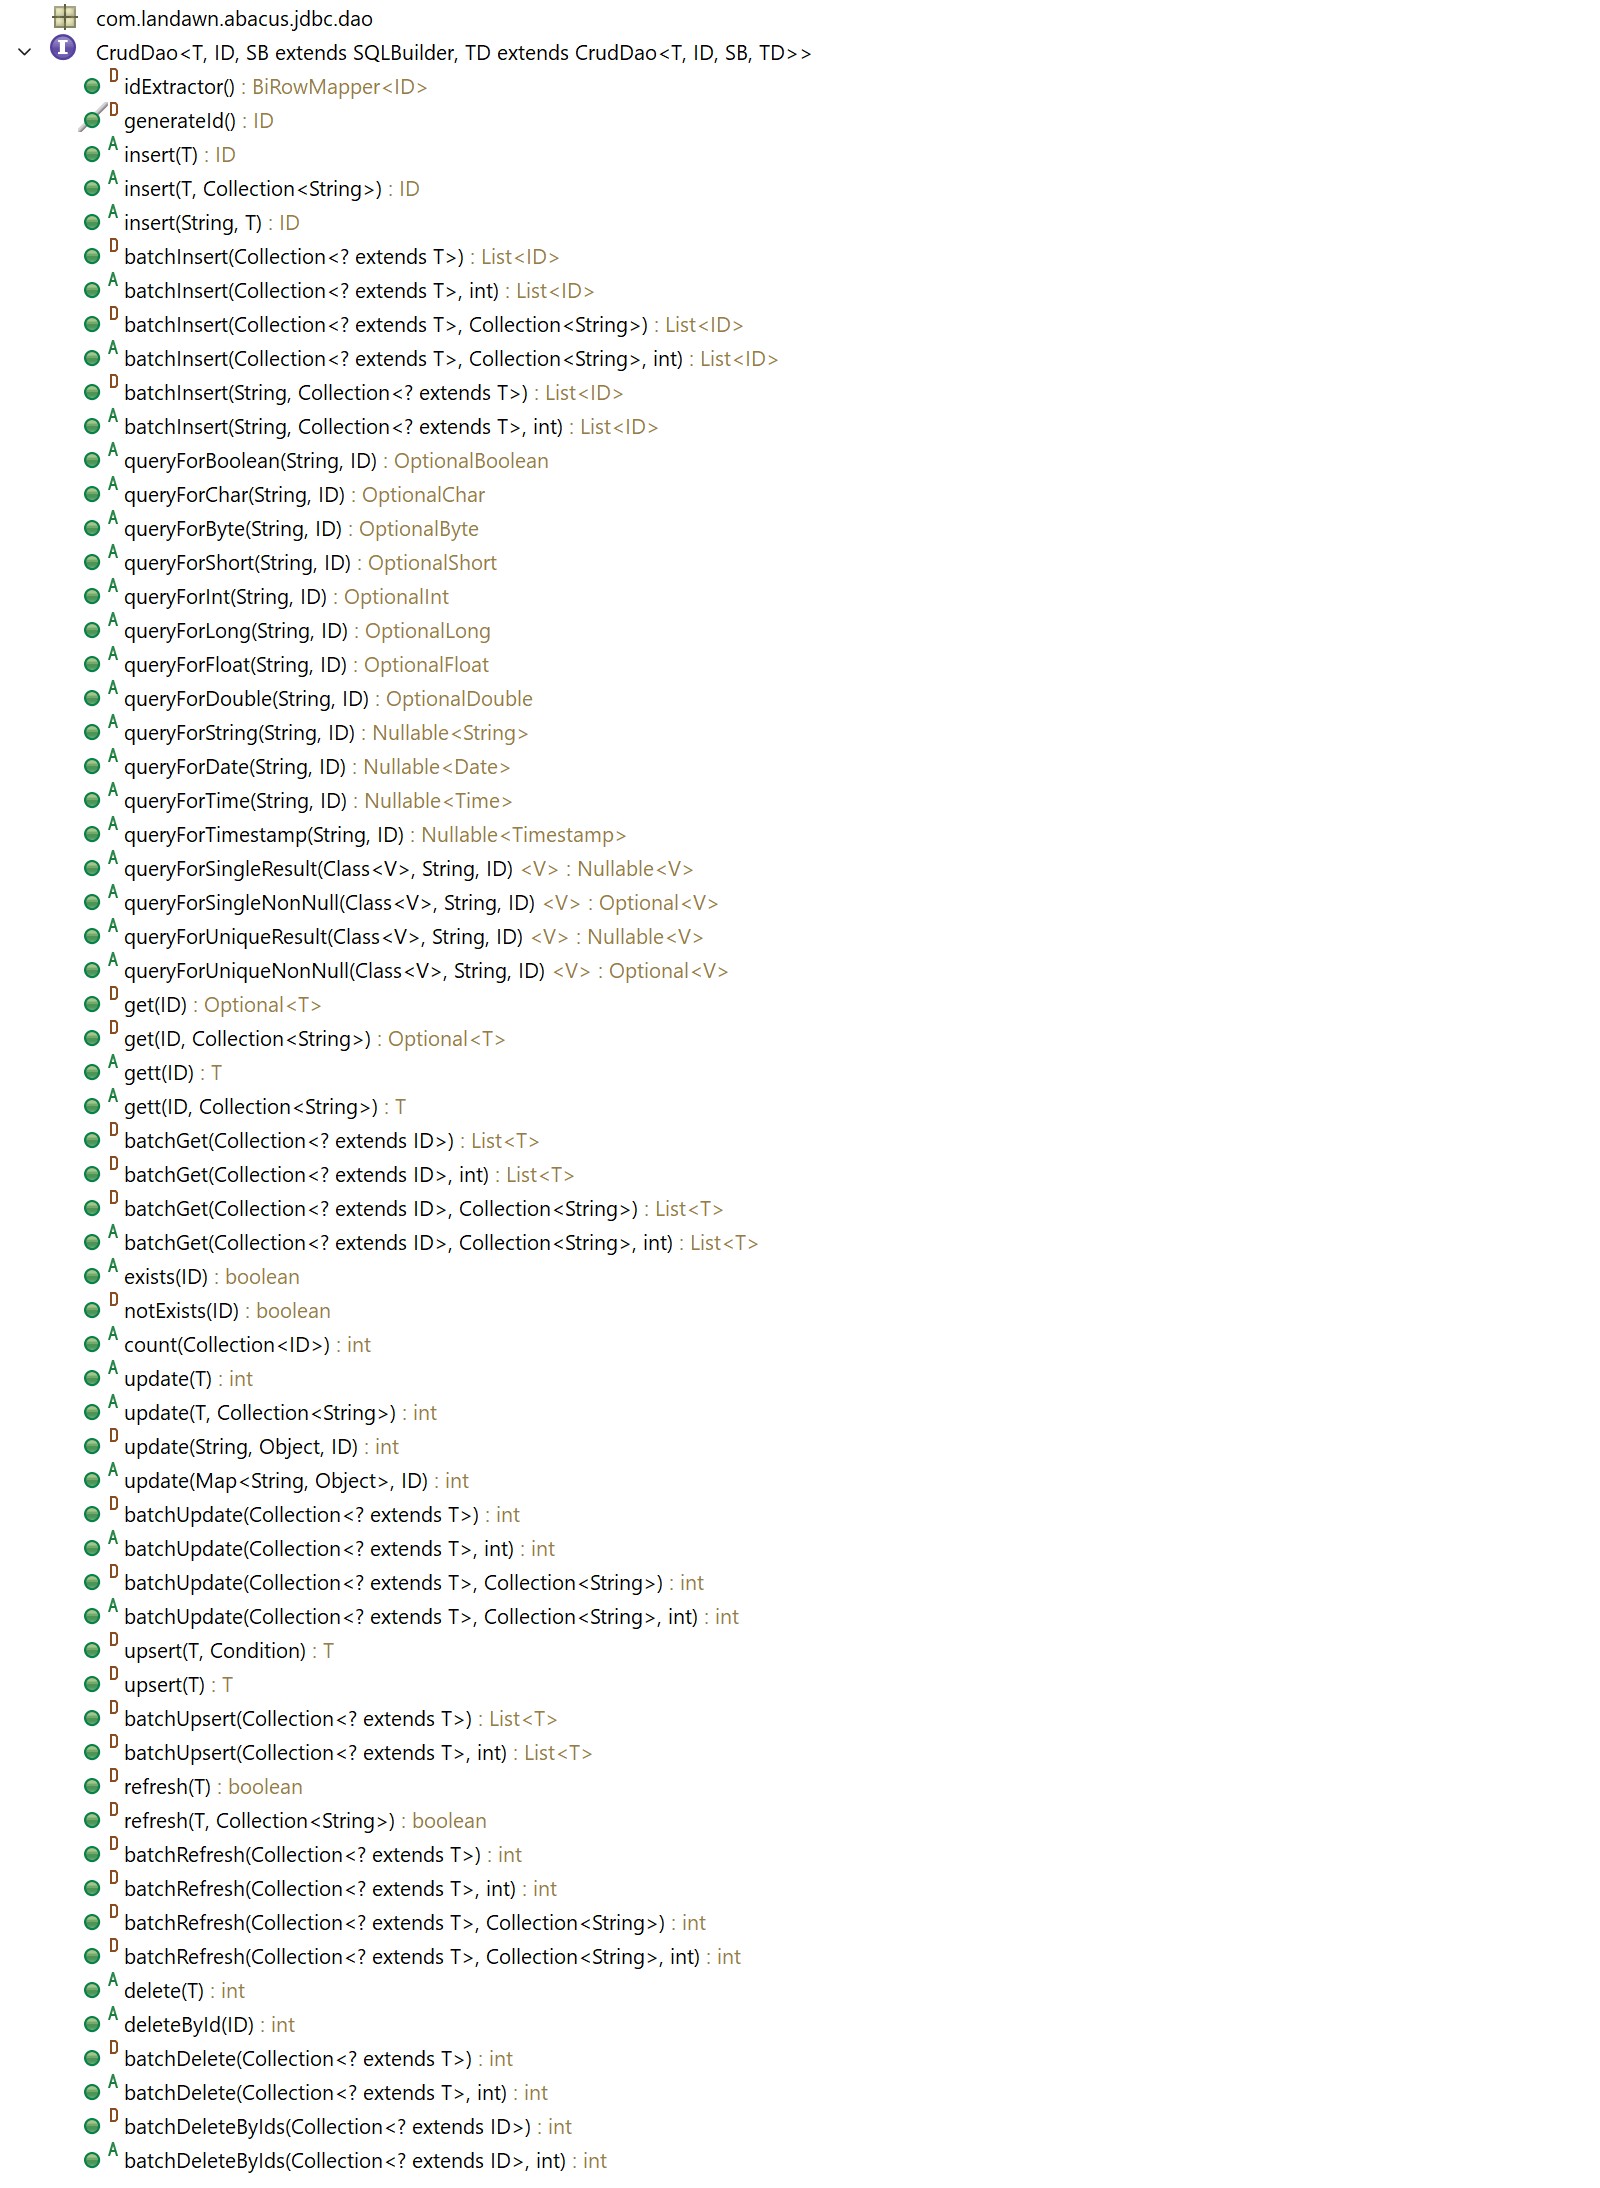 com.landawn.abacus.jdbc.dao
CrudDao<T, ID, SB extends SQLBuilder, TD extends CrudDao<T, ID, SB, TD>>
D idExtractor() : BiRowMapper<ID>
D generateId() : ID
A insert(T) : ID
A insert(T, Collection<String>) : ID
A insert(String, T) : ID
D batchInsert(Collection<? extends T>) : List<ID>
A batchInsert(Collection<? extends T>, int) : List<ID>
D batchInsert(Collection<? extends T>, Collection<String>) : List<ID>
A batchInsert(Collection<? extends T>, Collection<String>, int) : List<ID>
D batchInsert(String, Collection<? extends T>) : List<ID>
A batchInsert(String, Collection<? extends T>, int) : List<ID>
A queryForBoolean(String, ID) : OptionalBoolean
A queryForChar(String, ID) : OptionalChar
A queryForByte(String, ID) : OptionalByte
A queryForShort(String, ID) : OptionalShort
A queryForInt(String, ID) : OptionalInt
A queryForLong(String, ID) : OptionalLong
A queryForFloat(String, ID) : OptionalFloat
A queryForDouble(String, ID) : OptionalDouble
A queryForString(String, ID) : Nullable<String>
A queryForDate(String, ID) : Nullable<Date>
A queryForTime(String, ID) : Nullable<Time>
A queryForTimestamp(String, ID) : Nullable<Timestamp>
A queryForSingleResult(Class<V>, String, ID) <V> : Nullable<V>
A queryForSingleNonNull(Class<V>, String, ID) <V> : Optional<V>
A queryForUniqueResult(Class<V>, String, ID) <V> : Nullable<V>
A queryForUniqueNonNull(Class<V>, String, ID) <V> : Optional<V>
D get(ID) : Optional<T>
D get(ID, Collection<String>) : Optional<T>
A gett(ID) : T
A gett(ID, Collection<String>) : T
D batchGet(Collection<? extends ID>) : List<T>
D batchGet(Collection<? extends ID>, int) : List<T>
D batchGet(Collection<? extends ID>, Collection<String>) : List<T>
A batchGet(Collection<? extends ID>, Collection<String>, int) : List<T>
A exists(ID) : boolean
D notExists(ID) : boolean
A count(Collection<ID>) : int
A update(T) : int
A update(T, Collection<String>) : int
D update(String, Object, ID) : int
A update(Map<String, Object>, ID) : int
D batchUpdate(Collection<? extends T>) : int
A batchUpdate(Collection<? extends T>, int) : int
D batchUpdate(Collection<? extends T>, Collection<String>) : int
A batchUpdate(Collection<? extends T>, Collection<String>, int) : int
D upsert(T, Condition) : T
D upsert(T) : T
D batchUpsert(Collection<? extends T>) : List<T>
D batchUpsert(Collection<? extends T>, int) : List<T>
D refresh(T) : boolean
D refresh(T, Collection<String>) : boolean
D batchRefresh(Collection<? extends T>) : int
D batchRefresh(Collection<? extends T>, int) : int
D batchRefresh(Collection<? extends T>, Collection<String>) : int
D batchRefresh(Collection<? extends T>, Collection<String>, int) : int
A delete(T) : int
A deleteById(ID) : int
D batchDelete(Collection<? extends T>) : int
A batchDelete(Collection<? extends T>, int) : int
D batchDeleteByIds(Collection<? extends ID>) : int
A batchDeleteByIds(Collection<? extends ID>, int) : int